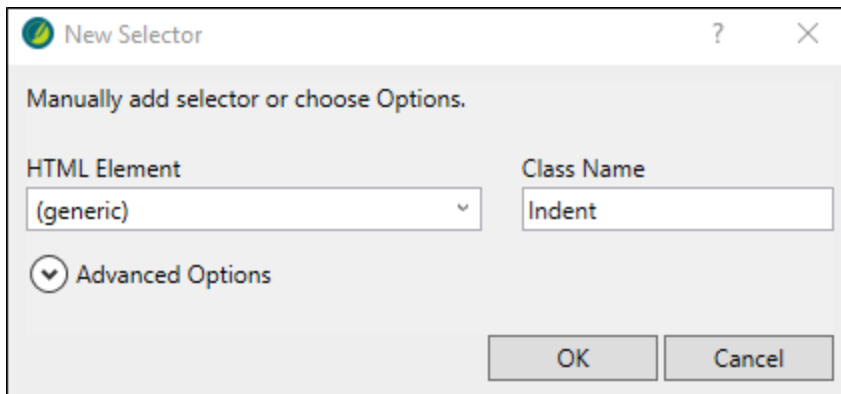 New Selector ?
Manually add selector or choose Options.
HTML Element Class Name
(generic) Indent
Advanced Options
OK Cancel